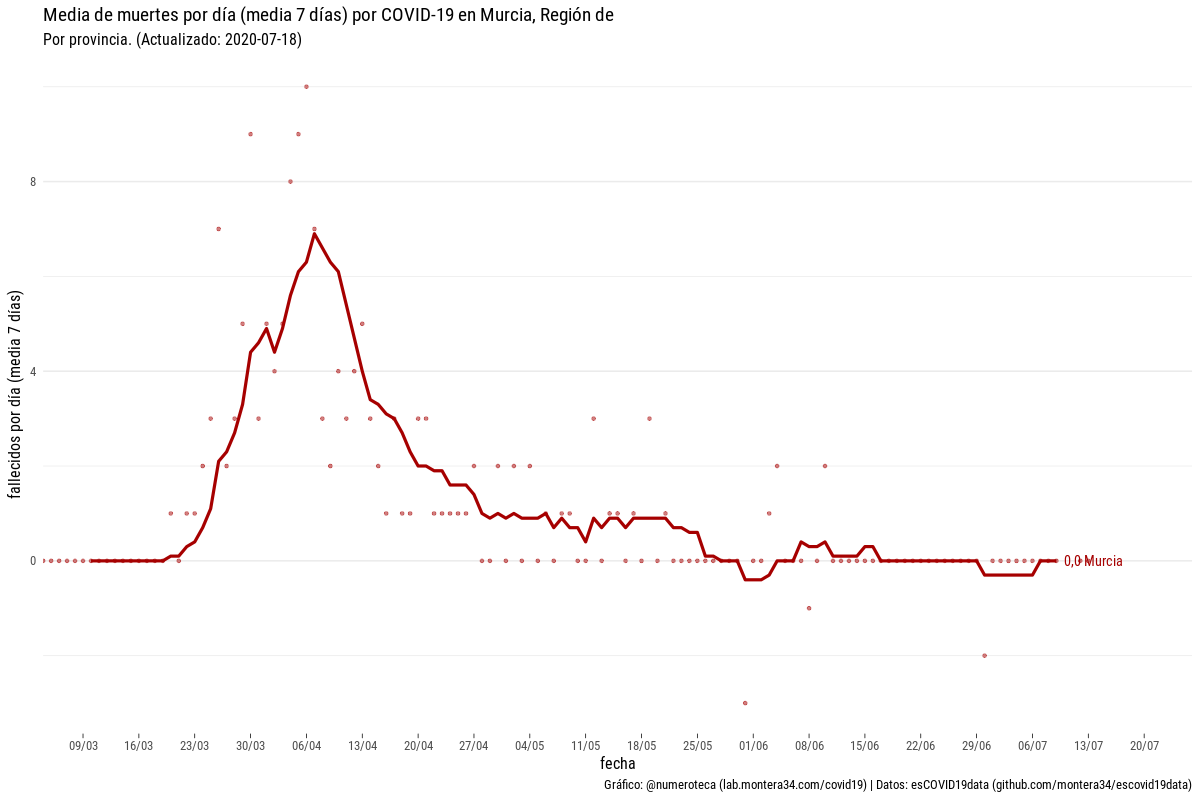 Media de muertes por día (media 7 días) por COVID-19 en Murcia, Región de
Por provincia. (Actualizado: 2020-07-18)
fallecidos por día (media 7 días)
8
4
0
0,0 Murcia
09/03 16/03 23/03 30/03 06/04 13/04 20/04 27/04 04/05 11/05 18/05 25/05 01/06 08/06 15/06 22/06 29/06 06/07 13/07 20/07
fecha
Gráfico: @numeroteca (lab.montera34.com/covid19) | Datos: esCOVID19data (github.com/montera34/escovid19data)